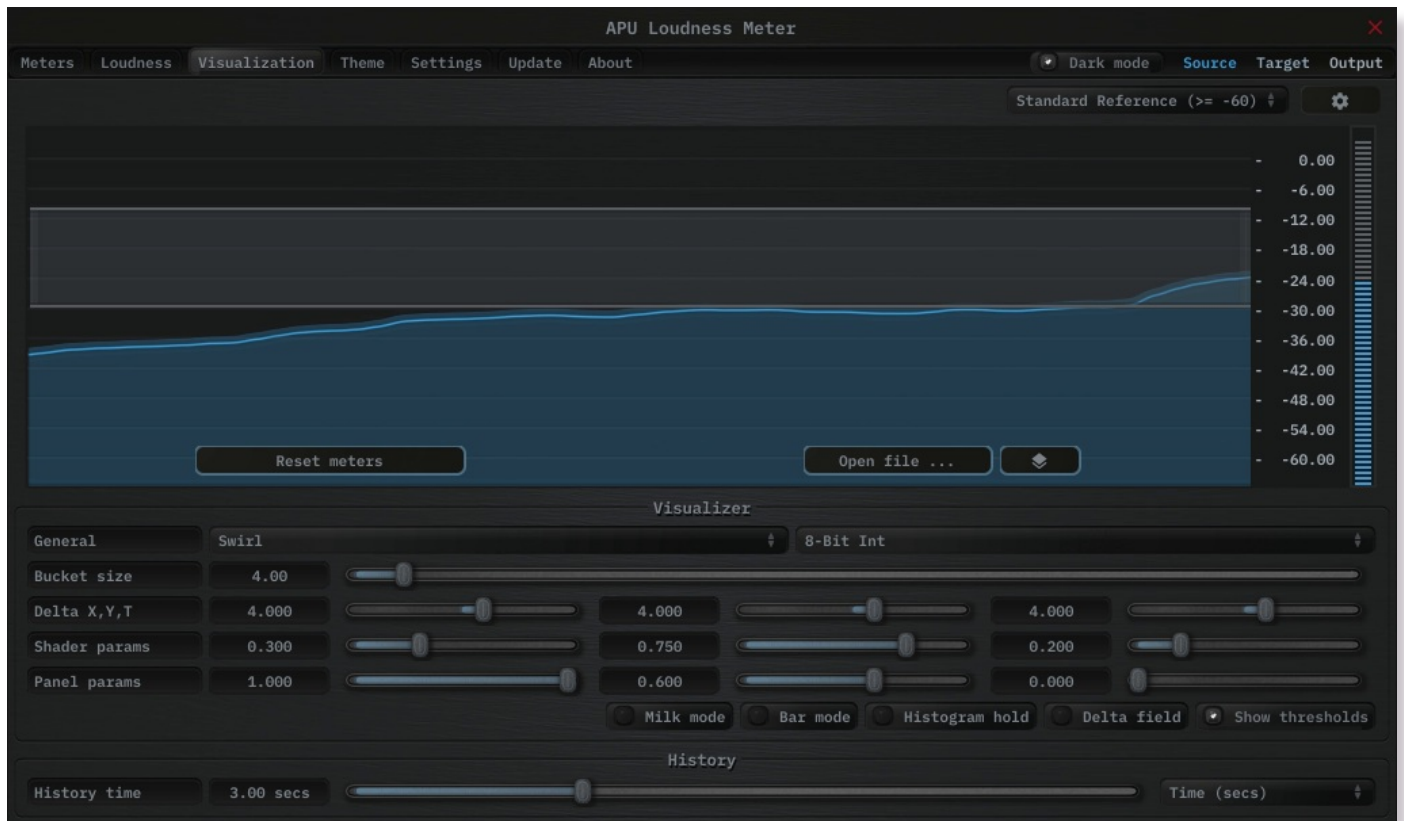 APU Loudness Meter
Meters Loudness Visualization Theme Settings Update About Dark mode Source Target Output
Standard Reference (>= -60)
- 0.00
- -6.00
- -12.00
- -18.00
- -24.00
- -30.00
- -36.00
- -42.00
- -48.00
- -54.00
- -60.00
Reset meters Open file ...
Visualizer
General Swirl 8-Bit Int
Bucket size 4.00
Delta X,Y,T 4.000 4.000 4.000
Shader params 0.300 0.750 0.200
Panel params 1.000 0.600 0.000
Milk mode Bar mode Histogram hold Delta field Show thresholds
History
History time 3.00 secs Time (secs)